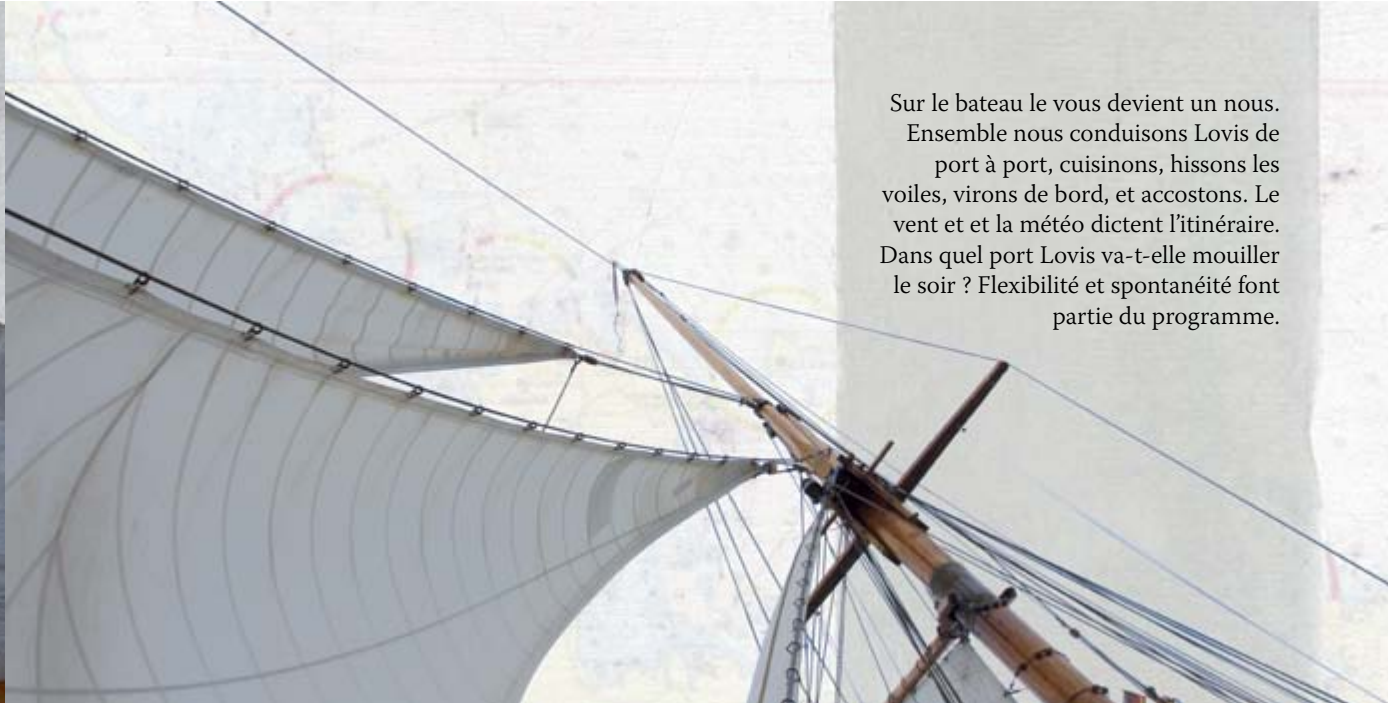 Sur le bateau le vous devient un nous.
Ensemble nous conduisons Lovis de
port à port, cuisinons, hissons les
voiles, virons de bord, et accostons. Le
vent et et la météo dictent l'itinéraire.
Dans quel port Lovis va-t-elle mouiller
le soir ? Flexibilité et spontanéité font
partie du programme.